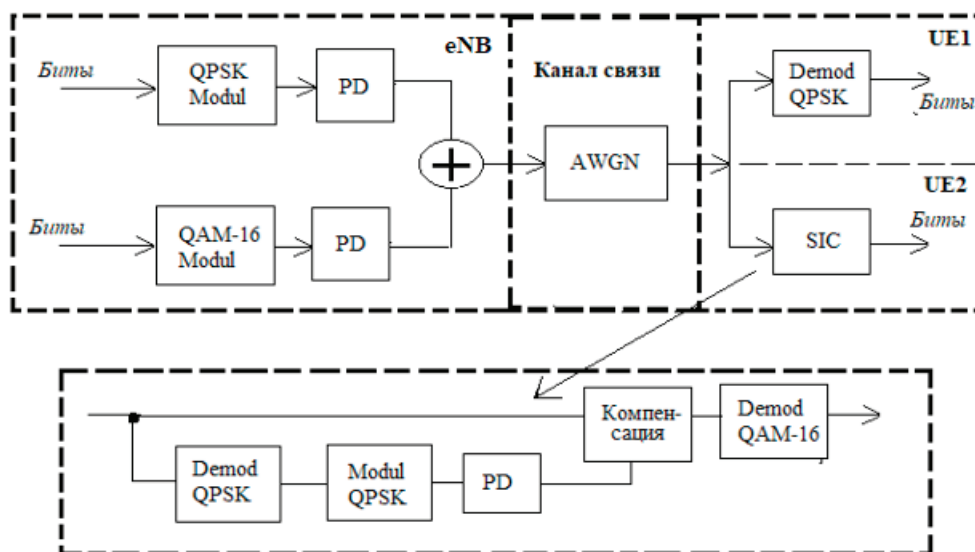 eNB
Биты
QPSK
Modul
PD
Биты
QAM-16
Modul
PD
+
Канал связи
AWGN
UE1
Demod
QPSK
Биты
UE2
SIC
Биты
Demod
QPSK
Modul
QPSK
PD
Компен-
сация
Demod
QAM-16